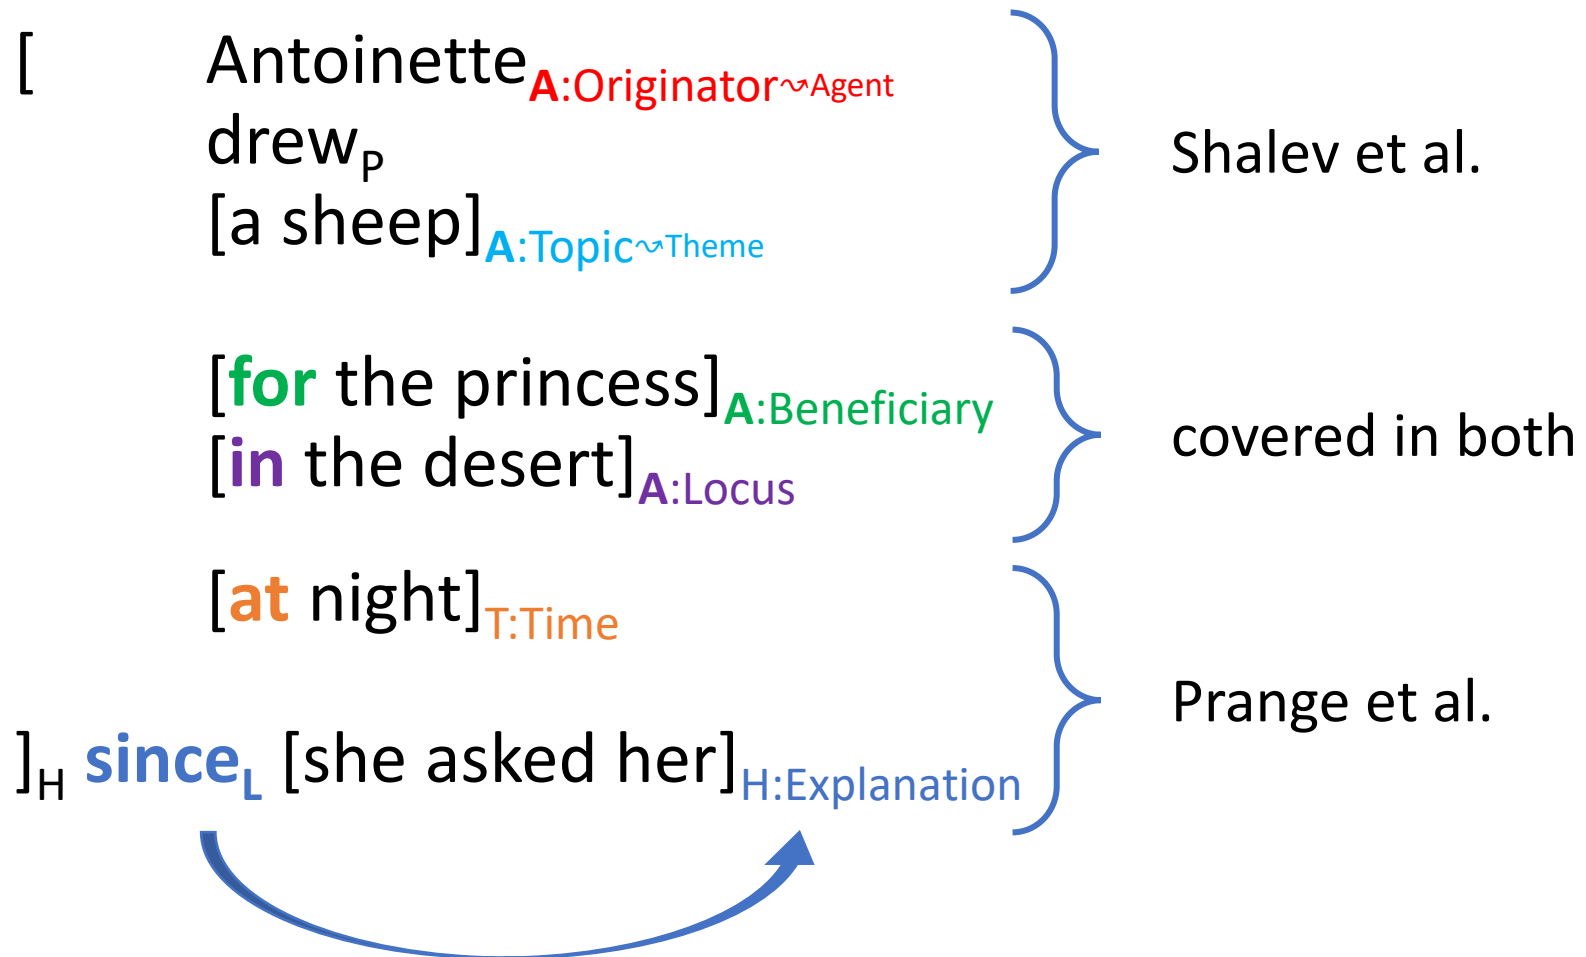 [ Antoinette A:Originator↝Agent
drew P
[a sheep] A:Topic↝Theme
Shalev et al.
[for the princess] A:Beneficiary
[in the desert] A:Locus
covered in both
[at night] T:Time
] H since L [she asked her] H:Explanation
Prange et al.